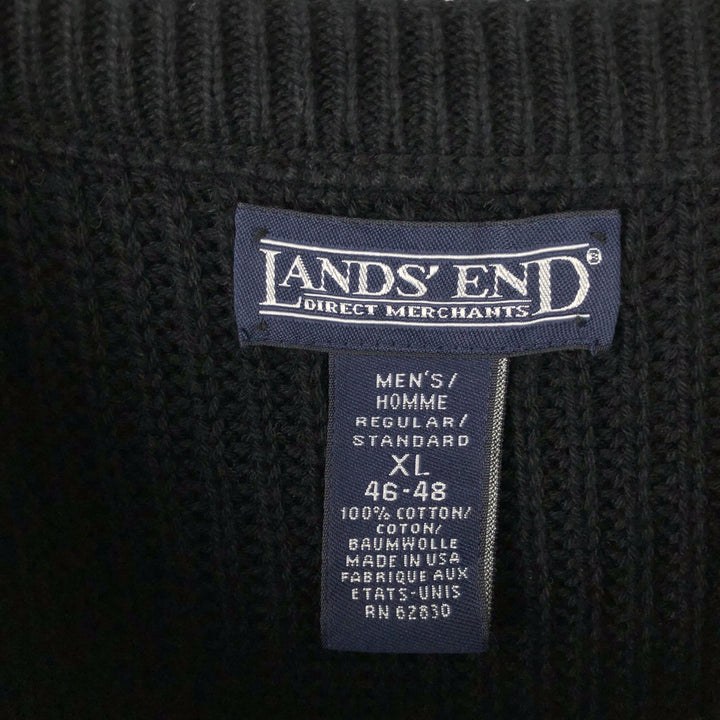 LANDS' END®
DIRECT MERCHANTS
MEN'S/
HOMME
REGULAR/
STANDARD
XL
46-48
100% COTTON/
COTON/
BAUMWOLLE
MADE IN USA
FABRIQUE AUX
ETATS-UNIS
RN 62830